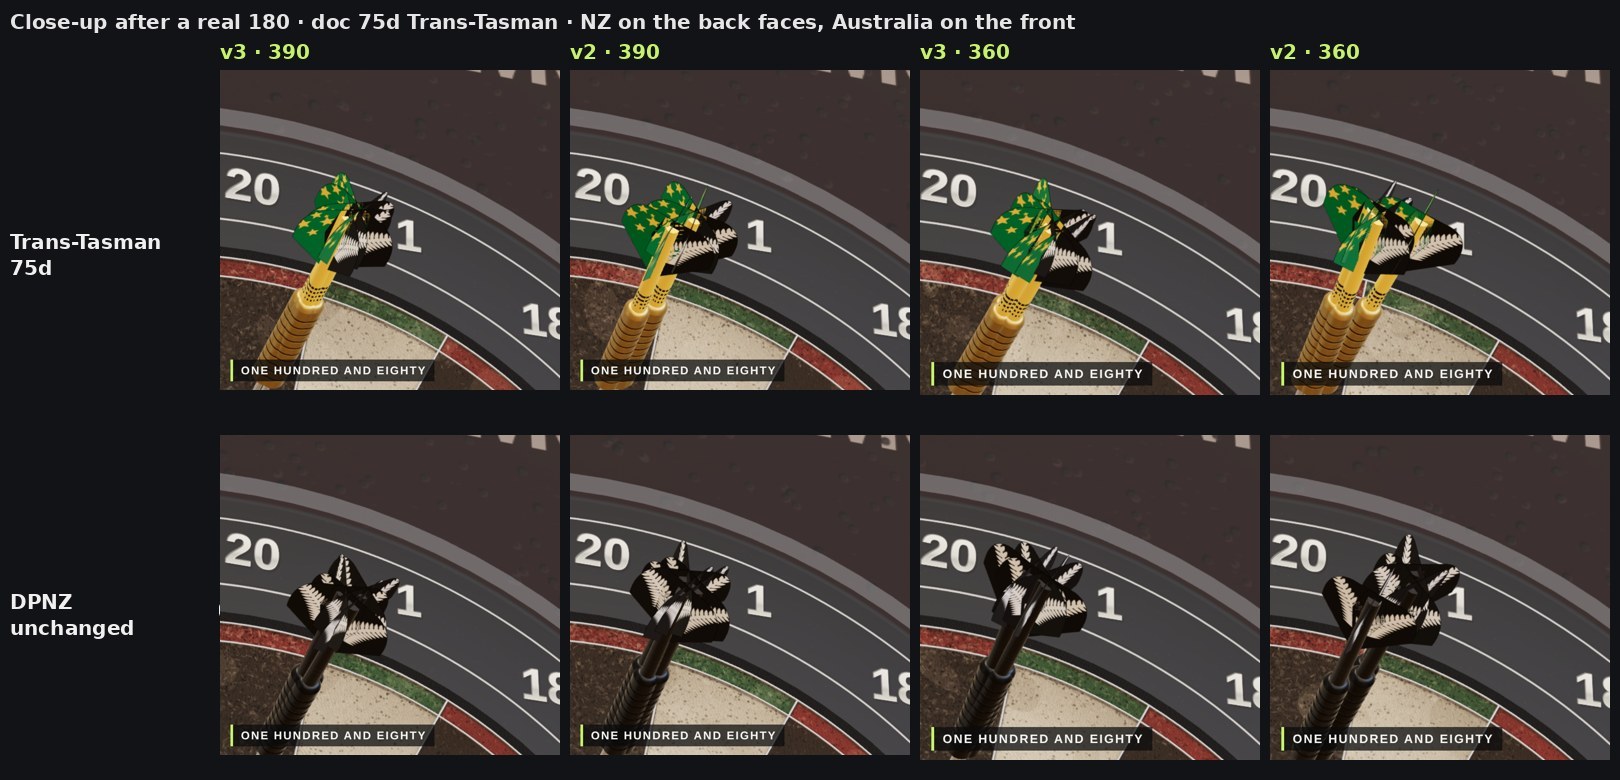 Close-up after a real 180 · doc 75d Trans-Tasman · NZ on the back faces, Australia on the front
v3 · 390 v2 · 390 v3 · 360 v2 · 360
Trans-Tasman
75d
20 1 18
20 1 18
20 1 18
20 1 18
ONE HUNDRED AND EIGHTY
ONE HUNDRED AND EIGHTY
ONE HUNDRED AND EIGHTY
ONE HUNDRED AND EIGHTY
DPNZ
unchanged
20 1 18
20 1 18
20 1 18
20 1 18
ONE HUNDRED AND EIGHTY
ONE HUNDRED AND EIGHTY
ONE HUNDRED AND EIGHTY
ONE HUNDRED AND EIGHTY